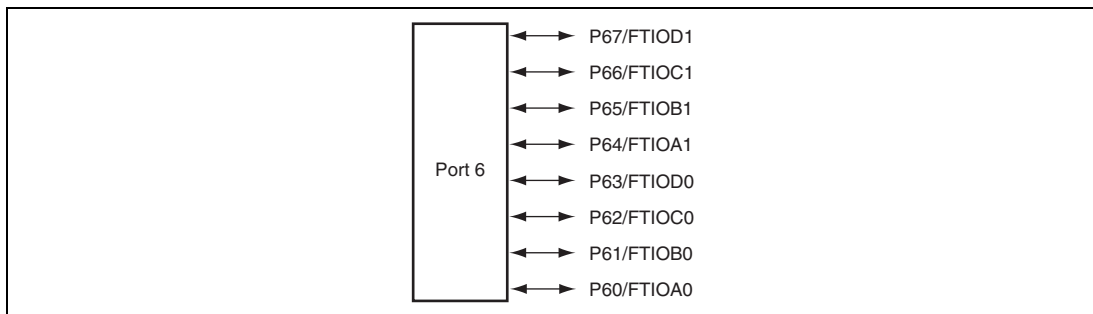 P67/FTIOD1
P66/FTIOC1
P65/FTIOB1
P64/FTIOA1
Port 6
P63/FTIOD0
P62/FTIOC0
P61/FTIOB0
P60/FTIOA0